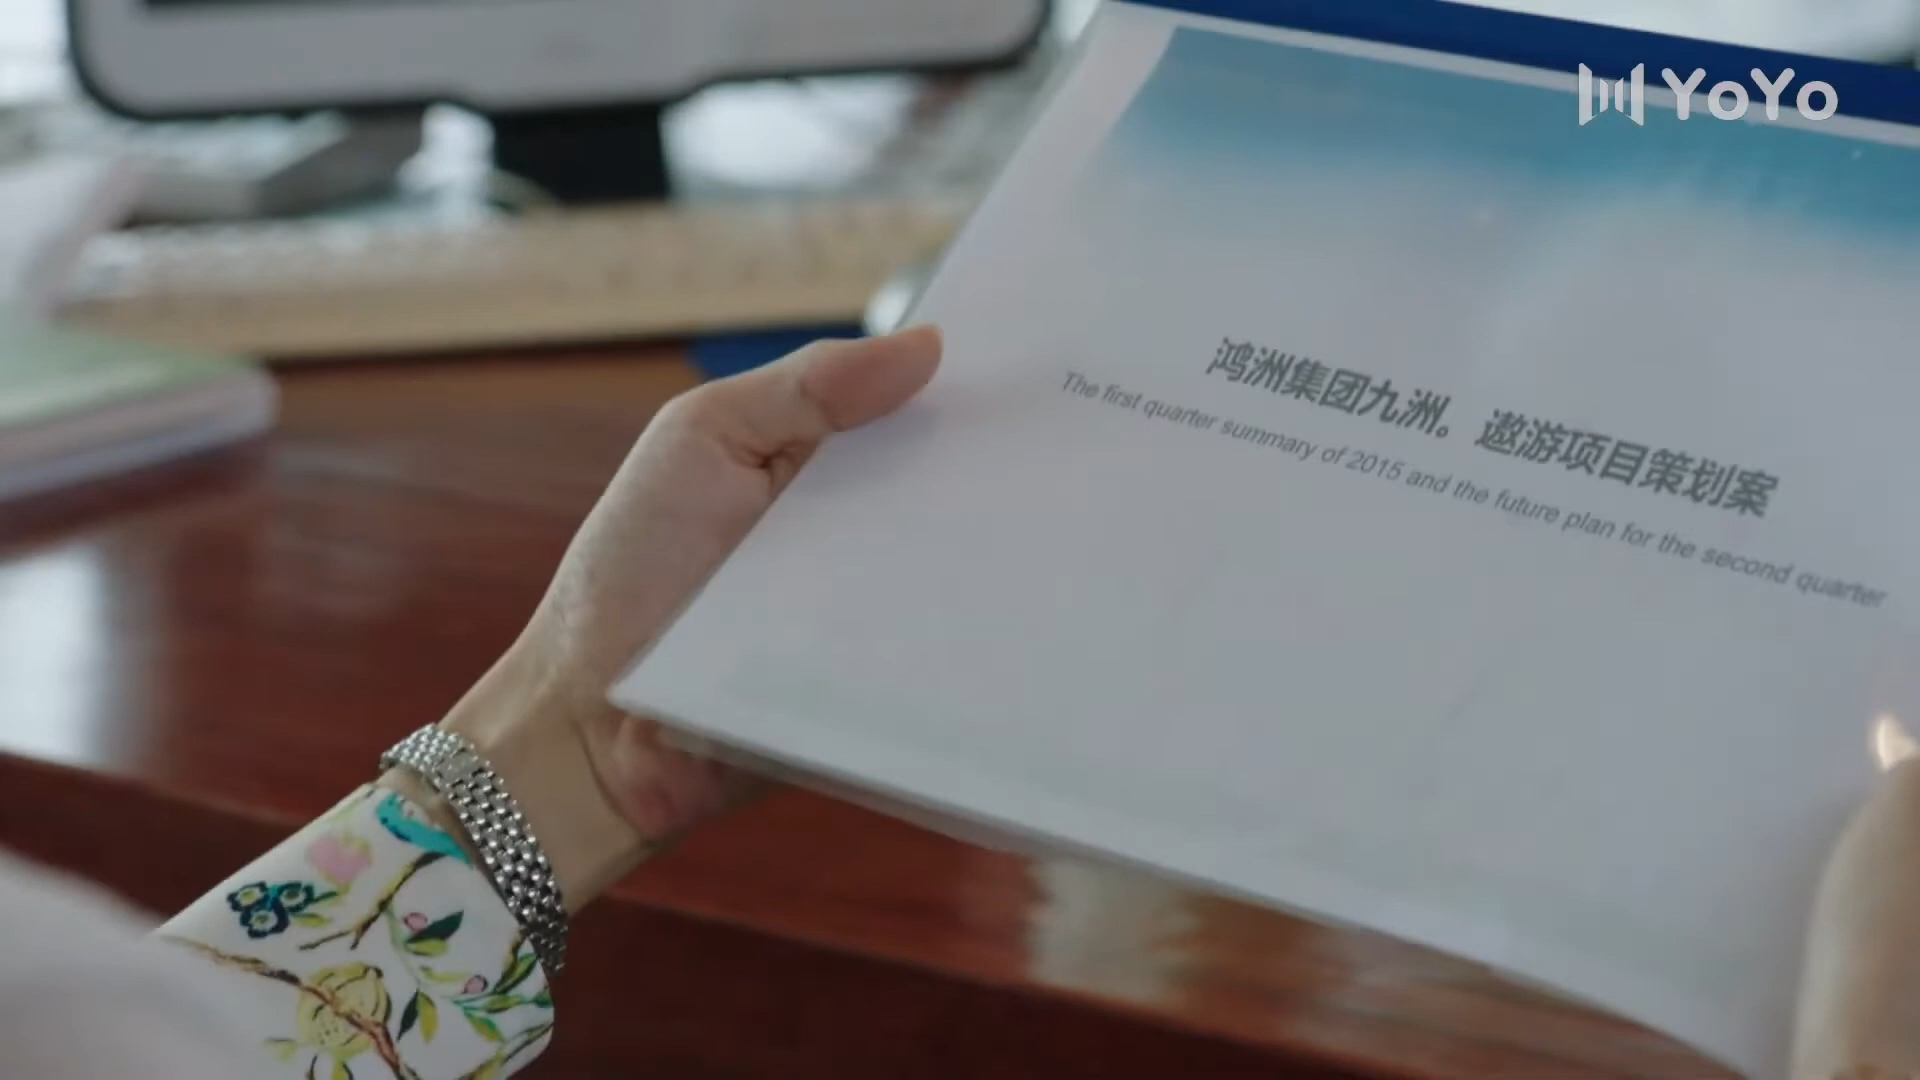 YoYo
鸿洲集团九洲。遨游项目策划案
The first quarter summary of 2015 and the future plan for the second quarter